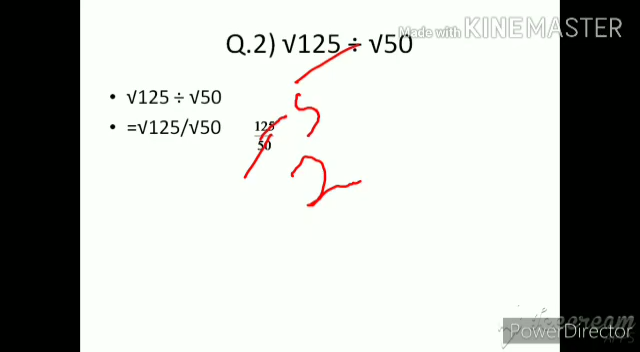 Made with KINEMASTER
Q.2) √125 ÷ √50
• √125 ÷ √50
• =√125/√50
125
50
5
2
PowerDirector